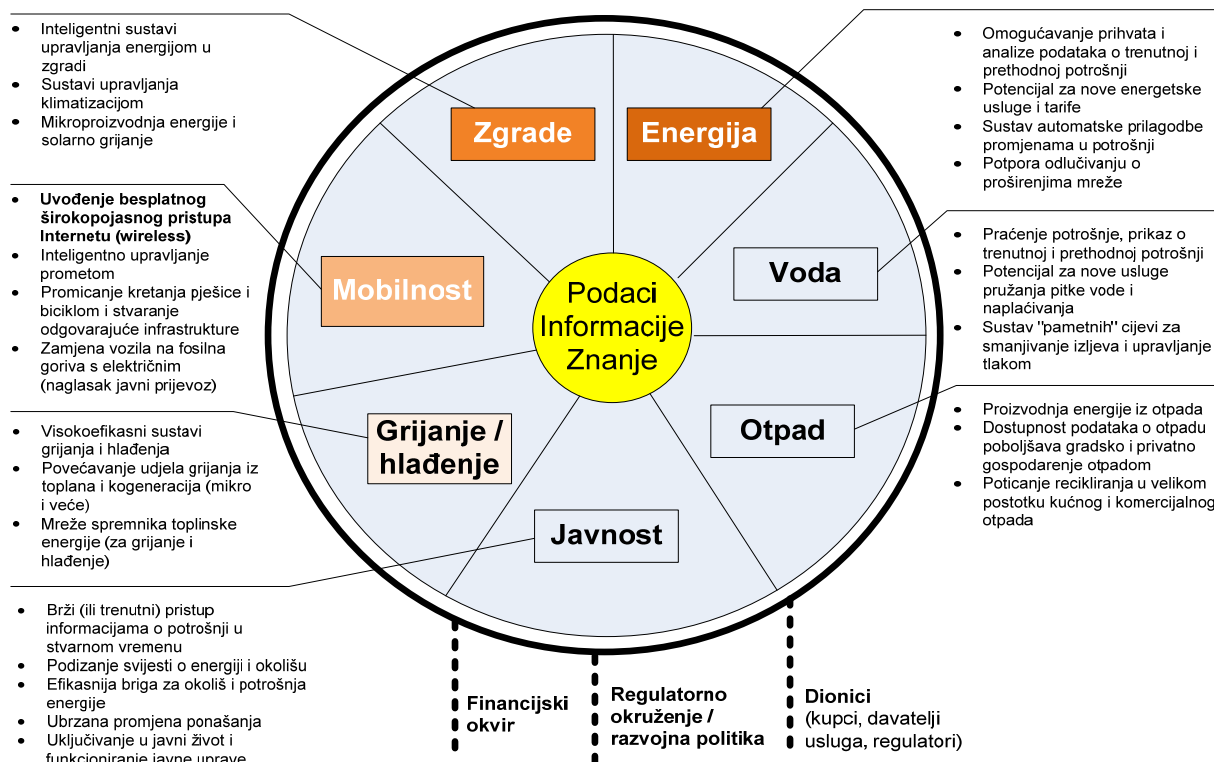 Inteligentni sustavi
upravljanja energijom u
zgradi
Sustavi upravljanja
klimatizacijom
Mikroproizvodnja energije i
solarno grijanje
Uvođenje besplatnog
širokopojasnog pristupa
Internetu (wireless)
Inteligentno upravljanje
prometom
Promicanje kretanja pješice i
biciklom i stvaranje
odgovarajuće infrastrukture
Zamjena vozila na fosilna
goriva s električnim
(naglasak javni prijevoz)
Visokoefikasni sustavi
grijanja i hlađenja
Povećavanje udjela grijanja iz
toplana i kogeneracija (mikro
i veće)
Mreže spremnika toplinske
energije (za grijanje i
hlađenje)
Brži (ili trenutni) pristup
informacijama o potrošnji u
stvarnom vremenu
Podizanje svijesti o energiji i okolišu
Efikasnija briga za okoliš i potrošnja
energije
Ubrzana promjena ponašanja
Uključivanje u javni život i
funkcioniranje javne uprave
Zgrade
Energija
Mobilnost
Voda
Podaci
Informacije
Znanje
Grijanje /
hlađenje
Otpad
Javnost
Omogućavanje prihvata i
analize podataka o trenutnoj i
prethodnoj potrošnji
Potencijal za nove energetske
usluge i tarife
Sustav automatske prilagodbe
promjenama u potrošnji
Potpora odlučivanju o
proširenjima mreže
Praćenje potrošnje, prikaz o
trenutnoj i prethodnoj potrošnji
Potencijal za nove usluge
pružanja pitke vode i
naplaćivanja
Sustav "pametnih" cijevi za
smanjivanje izljeva i upravljanje
tlakom
Proizvodnja energije iz otpada
Dostupnost podataka o otpadu
poboljšava gradsko i privatno
gospodarenje otpadom
Poticanje recikliranja u velikom
postotku kućnog i komercijalnog
otpada
Financijski
okvir
Regulatorno
okruženje /
razvojna politika
Dionici
(kupci, davatelji
usluga, regulatori)